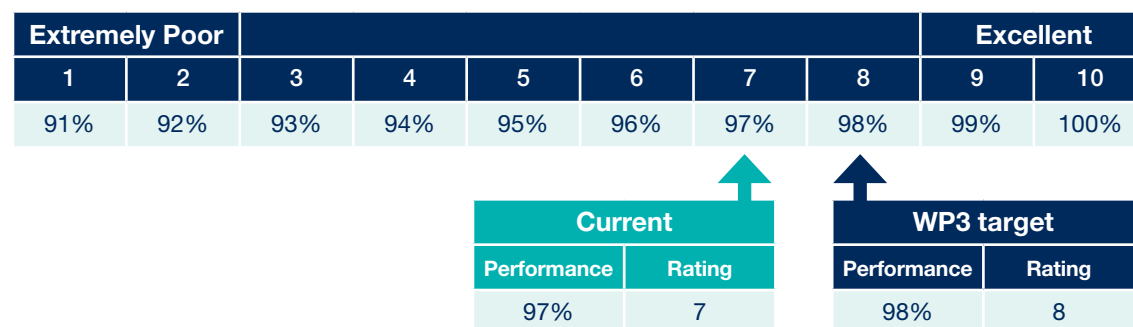 Extremely Poor Excellent
1 2 3 4 5 6 7 8 9 10
91% 92% 93% 94% 95% 96% 97% 98% 99% 100%
Current WP3 target
Performance Rating Performance Rating
97% 7 98% 8